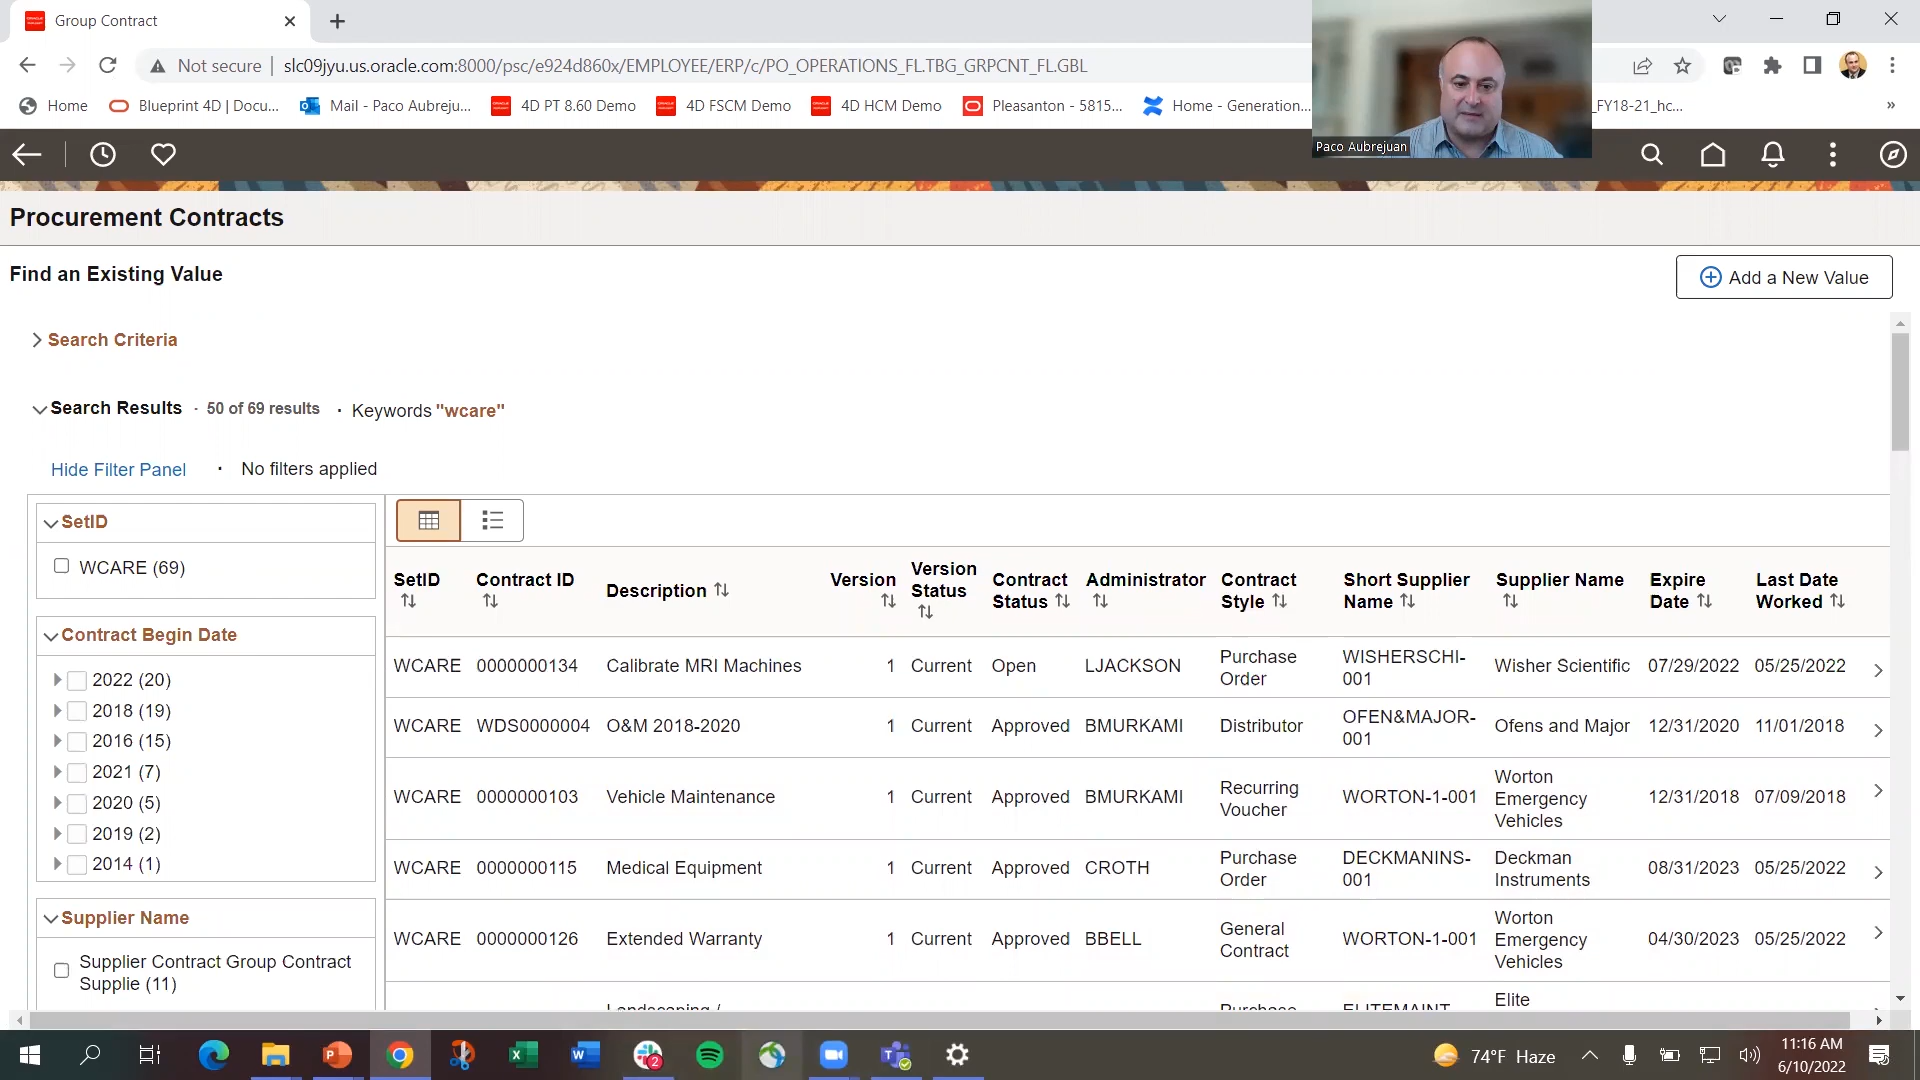 Group Contract
Not secure
slc09jyu.us.oracle.com:8000/psc/e924d860x/EMPLOYEE/ERP/c/PO_OPERATIONS_FL.TBG_GRPCNT_FL.GBL
Home
Blueprint 4D | Docu...
Mail - Paco Aubreju...
4D PT 8.60 Demo
4D FSCM Demo
4D HCM Demo
Pleasanton - 5815...
Home - Generation...
_FY18-21_hc...
Paco Aubrejuan
Procurement Contracts
Find an Existing Value
Add a New Value
Search Criteria
Search Results · 50 of 69 results · Keywords "wcare"
Hide Filter Panel · No filters applied
SetID
WCARE (69)
Contract Begin Date
2022 (20)
2018 (19)
2016 (15)
2021 (7)
2020 (5)
2019 (2)
2014 (1)
Supplier Name
Supplier Contract Group Contract
Supplie (11)
SetID
Contract ID
Description
Version
Version
Status
Contract
Status
Administrator
Contract
Style
Short Supplier
Name
Supplier Name
Expire
Date
Last Date
Worked
WCARE 0000000134 Calibrate MRI Machines 1 Current Open LJACKSON
Purchase
Order
WISHERSCHI-
001
Wisher Scientific 07/29/2022 05/25/2022
WCARE WDS0000004 O&M 2018-2020 1 Current Approved BMURKAMI Distributor
OFEN&MAJOR-
001
Ofens and Major 12/31/2020 11/01/2018
WCARE 0000000103 Vehicle Maintenance 1 Current Approved BMURKAMI
Recurring
Voucher
WORTON-1-001
Worton
Emergency
Vehicles
12/31/2018 07/09/2018
WCARE 0000000115 Medical Equipment 1 Current Approved CROTH
Purchase
Order
DECKMANINS-
001
Deckman
Instruments
08/31/2023 05/25/2022
WCARE 0000000126 Extended Warranty 1 Current Approved BBELL
General
Contract
WORTON-1-001
Worton
Emergency
Vehicles
04/30/2023 05/25/2022
Landscaping /
Purchase
ELITEMAINT
Elite
2
74°F Haze
11:16 AM
6/10/2022